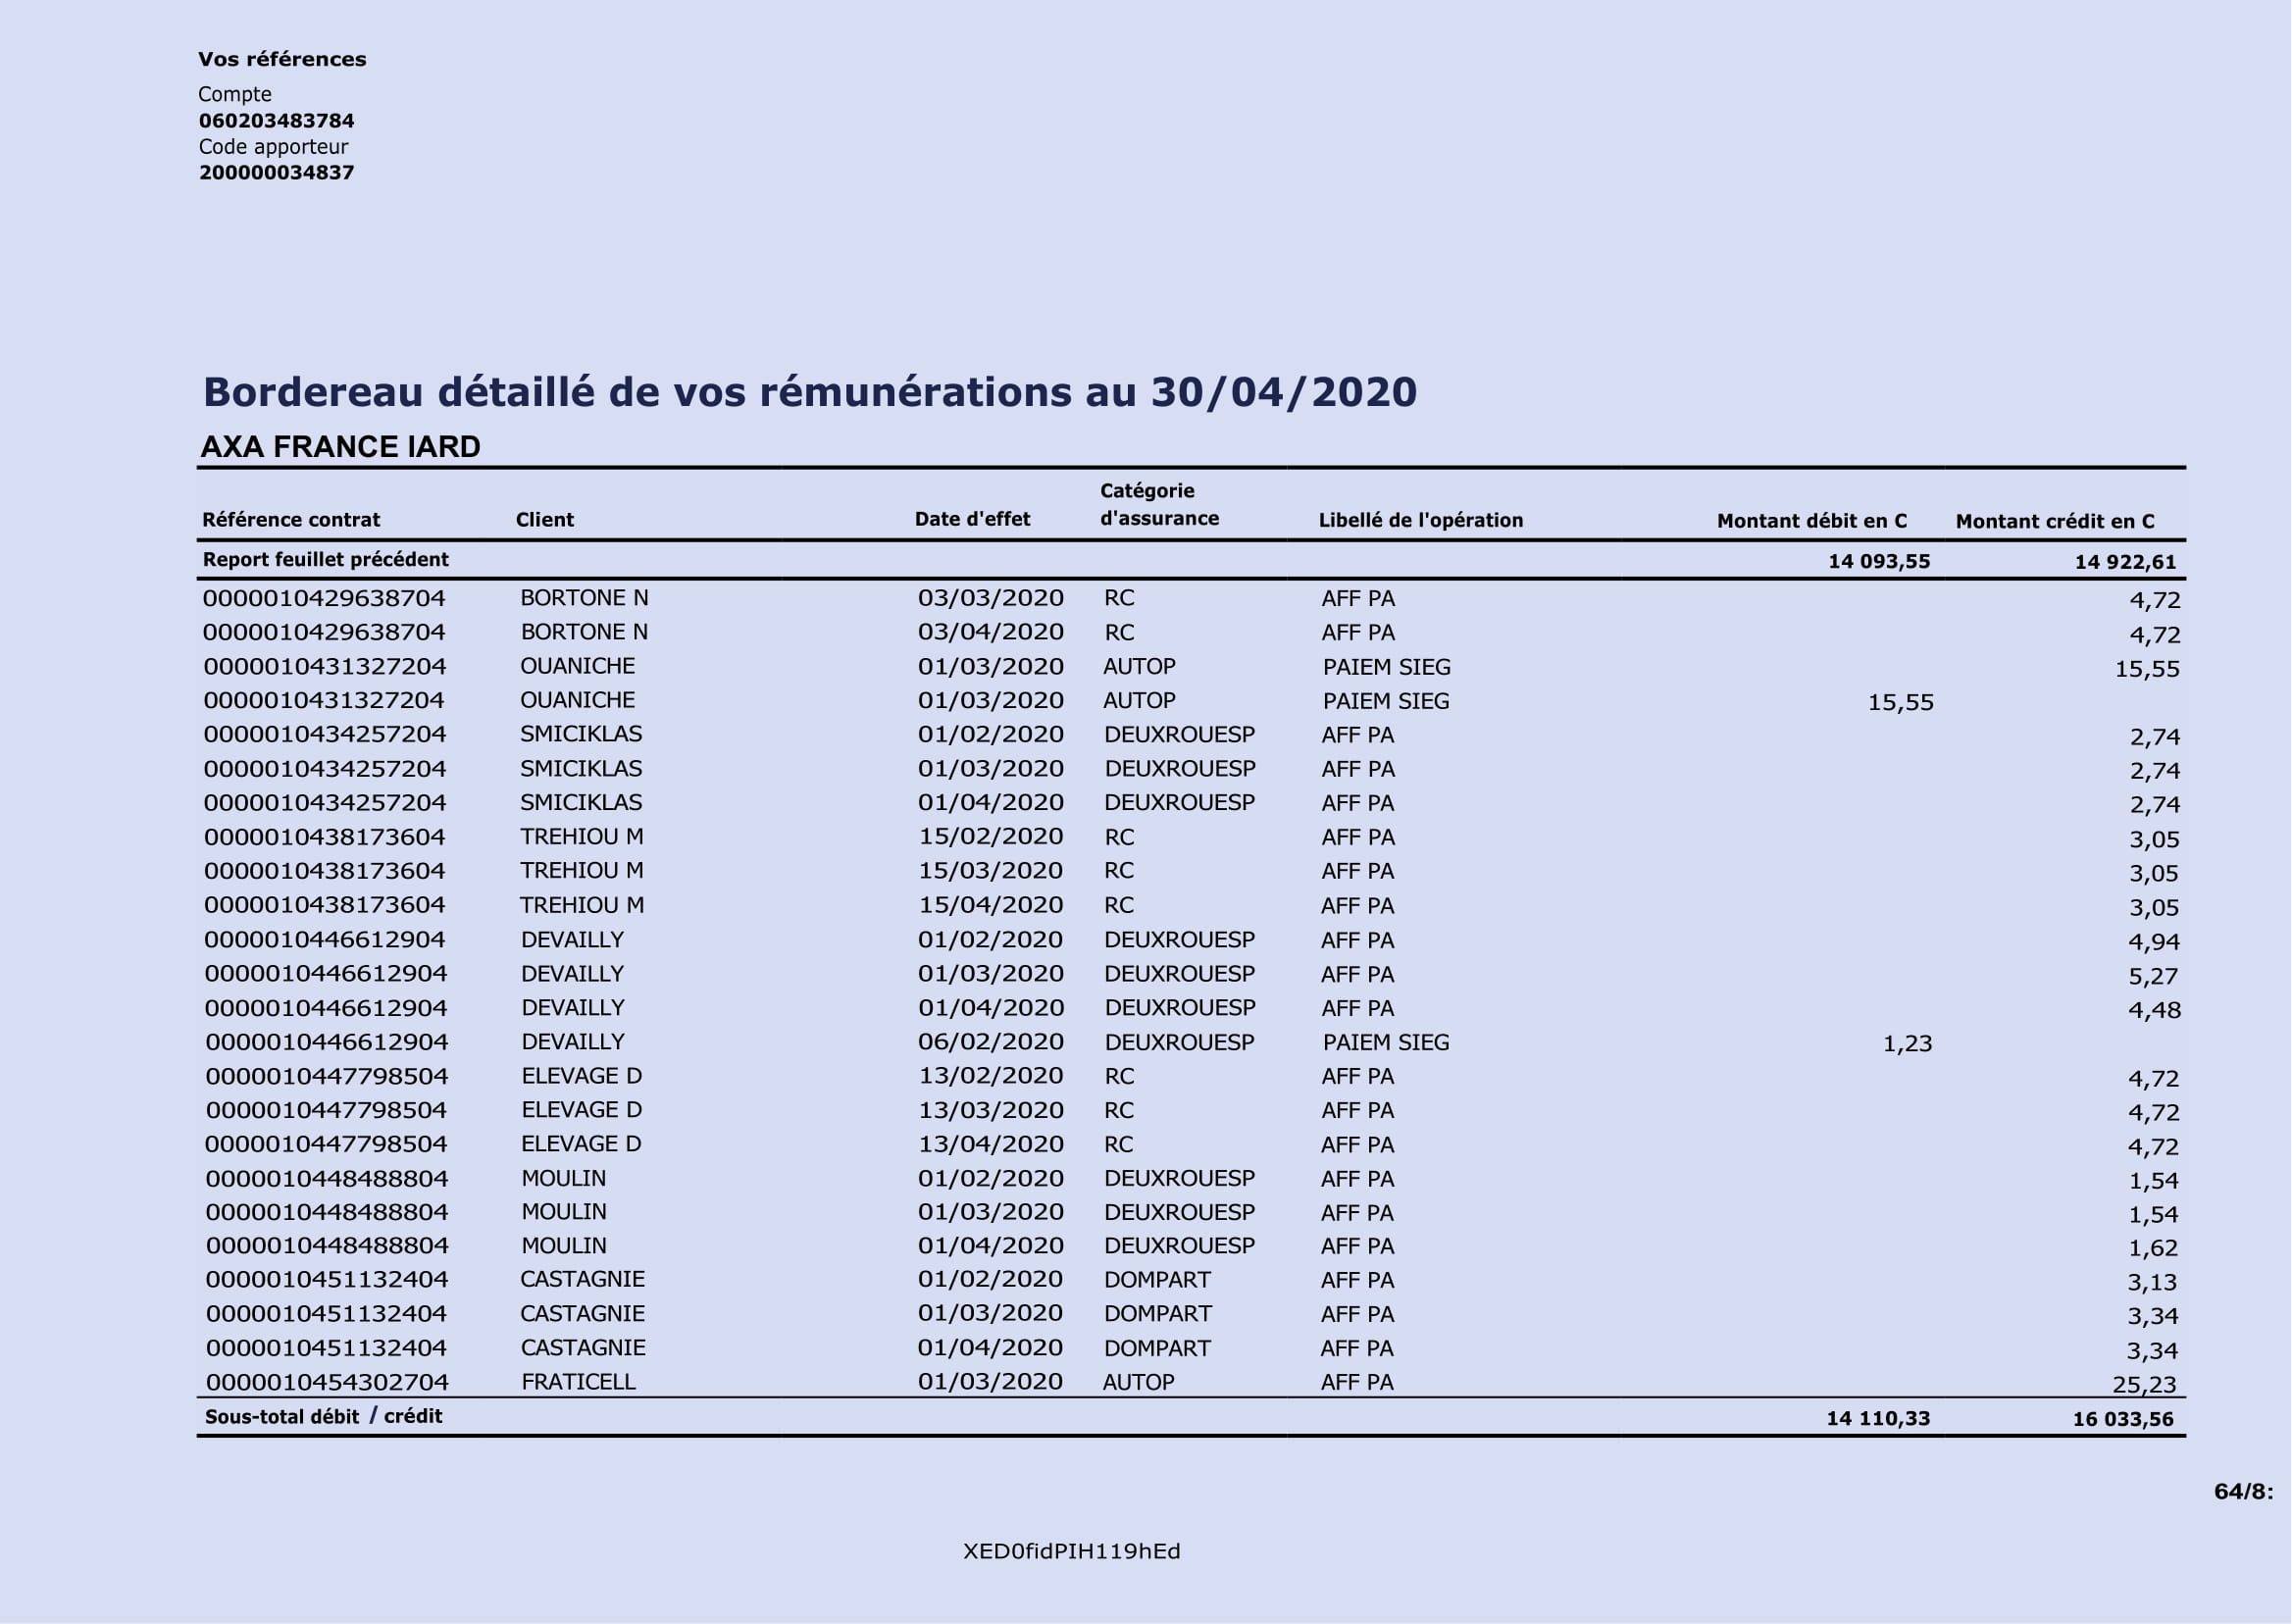 Vos références
Compte
060203483784
Code apporteur
200000034837
Bordereau détaillé de vos rémunérations au 30/04/2020
AXA FRANCE IARD
Référence contrat Client Date d'effet Catégorie d'assurance Libellé de l'opération Montant débit en C Montant crédit en C
Report feuillet précédent 14 093,55 14 922,61
0000010429638704 BORTONE N 03/03/2020 RC AFF PA 4,72
0000010429638704 BORTONE N 03/04/2020 RC AFF PA 4,72
0000010431327204 OUANICHE 01/03/2020 AUTOP PAIEM SIEG 15,55
0000010431327204 OUANICHE 01/03/2020 AUTOP PAIEM SIEG 15,55
0000010434257204 SMICIKLAS 01/02/2020 DEUXROUESP AFF PA 2,74
0000010434257204 SMICIKLAS 01/03/2020 DEUXROUESP AFF PA 2,74
0000010434257204 SMICIKLAS 01/04/2020 DEUXROUESP AFF PA 2,74
0000010438173604 TREHIOU M 15/02/2020 RC AFF PA 3,05
0000010438173604 TREHIOU M 15/03/2020 RC AFF PA 3,05
0000010438173604 TREHIOU M 15/04/2020 RC AFF PA 3,05
0000010446612904 DEVAILLY 01/02/2020 DEUXROUESP AFF PA 4,94
0000010446612904 DEVAILLY 01/03/2020 DEUXROUESP AFF PA 5,27
0000010446612904 DEVAILLY 01/04/2020 DEUXROUESP AFF PA 4,48
0000010446612904 DEVAILLY 06/02/2020 DEUXROUESP PAIEM SIEG 1,23
0000010447798504 ELEVAGE D 13/02/2020 RC AFF PA 4,72
0000010447798504 ELEVAGE D 13/03/2020 RC AFF PA 4,72
0000010447798504 ELEVAGE D 13/04/2020 RC AFF PA 4,72
0000010448488804 MOULIN 01/02/2020 DEUXROUESP AFF PA 1,54
0000010448488804 MOULIN 01/03/2020 DEUXROUESP AFF PA 1,54
0000010448488804 MOULIN 01/04/2020 DEUXROUESP AFF PA 1,62
0000010451132404 CASTAGNIE 01/02/2020 DOMPART AFF PA 3,13
0000010451132404 CASTAGNIE 01/03/2020 DOMPART AFF PA 3,34
0000010451132404 CASTAGNIE 01/04/2020 DOMPART AFF PA 3,34
0000010454302704 FRATICELL 01/03/2020 AUTOP AFF PA 25,23
Sous-total débit / crédit 14 110,33 16 033,56
64/8:
XED0fidPIH119hEd